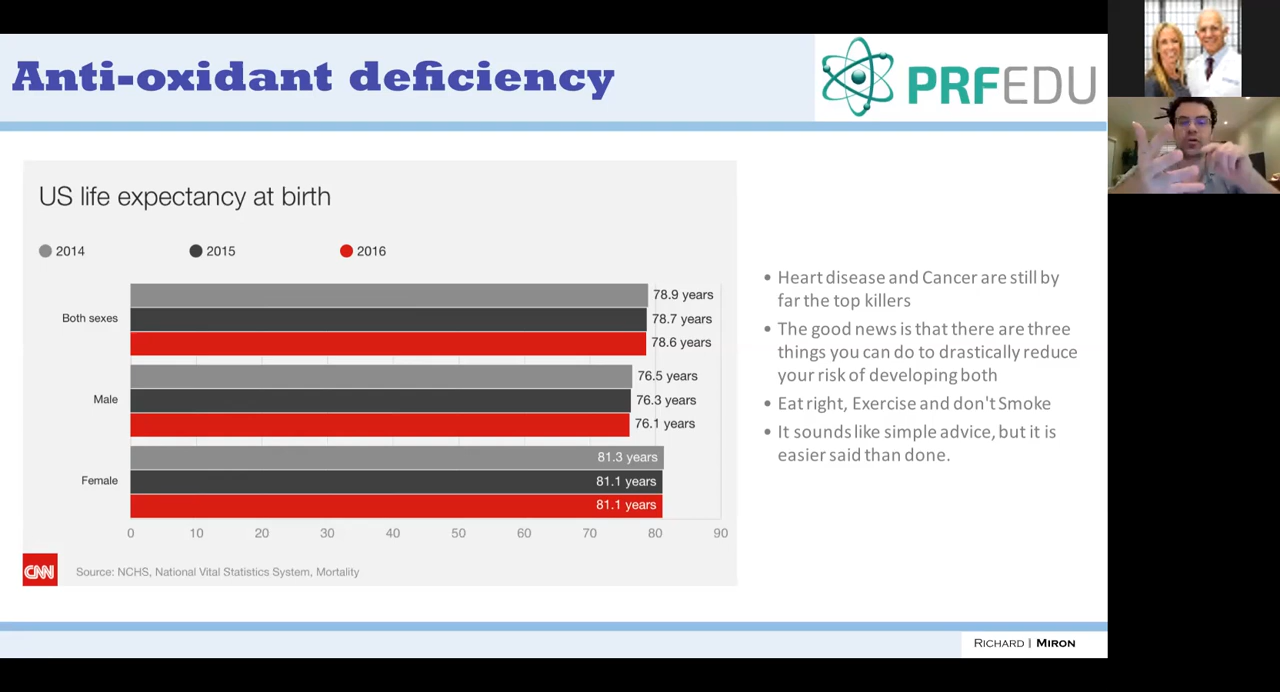 Anti-oxidant deficiency
PRFEDU
US life expectancy at birth
2014 2015 2016
Both sexes
78.9 years
78.7 years
78.6 years
Male
76.5 years
76.3 years
76.1 years
Female
81.3 years
81.1 years
81.1 years
0 10 20 30 40 50 60 70 80 90
CNN
Source: NCHS, National Vital Statistics System, Mortality
• Heart disease and Cancer are still by
far the top killers
• The good news is that there are three
things you can do to drastically reduce
your risk of developing both
• Eat right, Exercise and don't Smoke
• It sounds like simple advice, but it is
easier said than done.
RICHARD | MIRON